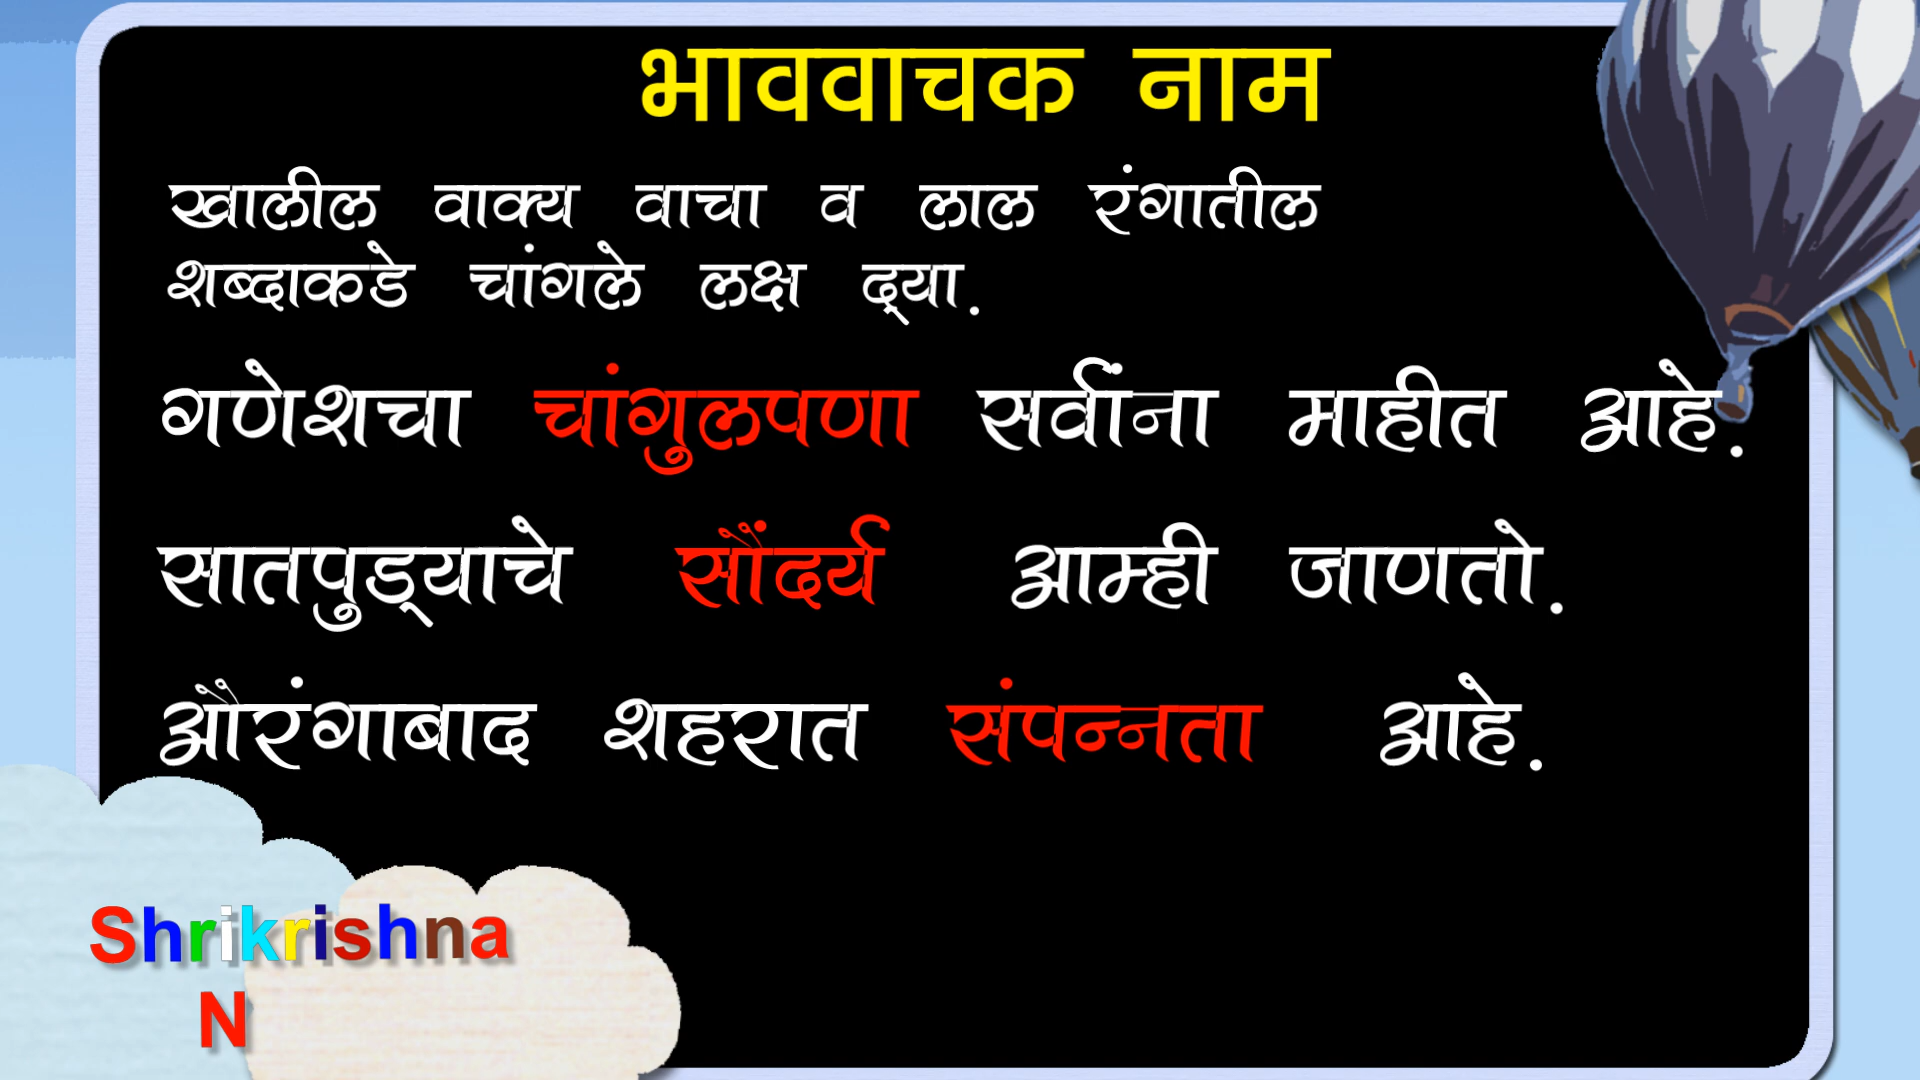 भाववाचक नाम
खालील वाक्य वाचा व लाल रंगातील
शब्दाकडे चांगले लक्ष द्‌या.
गणेशचा चांगुलपणा सर्वांना माहीत आहे.
सातपुड्‌याचे सौंदर्य आम्ही जाणतो.
औरंगाबाद शहरात संपन्नता आहे.
Shrikrishna
N